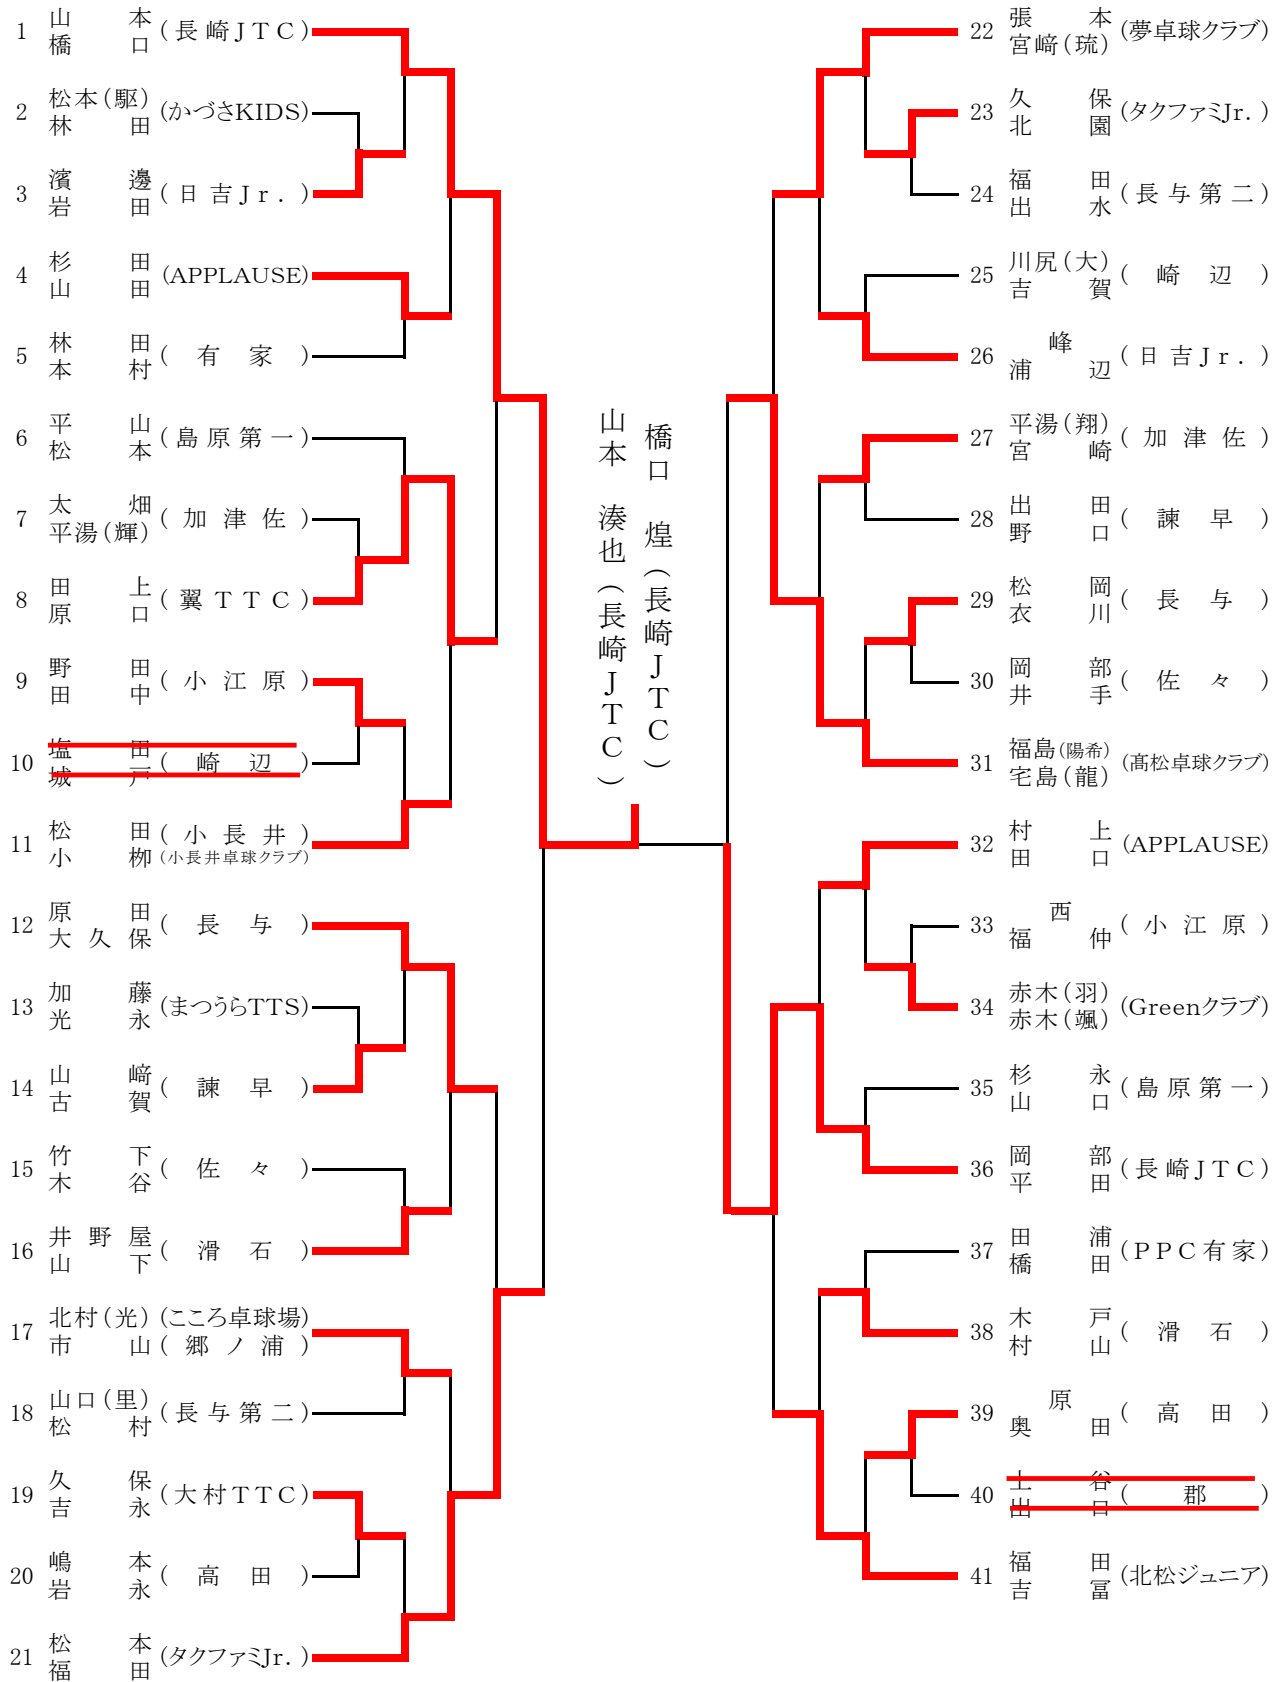 1 山本 (長崎JTC)
橋口
2 松本(駆) (かづさKIDS)
林田
3 濱邊 (日吉Jr.)
岩田
4 杉田 (APPLAUSE)
山田
5 林田 (有家)
本村
6 平山 (島原第一)
松本
7 太畑 (加津佐)
平湯(輝)
8 田上 (翼TTC)
原口
9 野田 (小江原)
田中
10 塩田 (崎辺)
城戸
11 松田 (小長井)
小栁 (小長井卓球クラブ)
12 原田 (長与)
大久保
13 加藤 (まつうらTTS)
光永
14 山﨑 (諫早)
古賀
15 竹下 (佐々)
木谷
16 井野屋 (滑石)
山下
17 北村(光) (こころ卓球場)
市山 (郷ノ浦)
18 山口(里) (長与第二)
松村
19 久保 (大村TTC)
吉永
20 嶋本 (高田)
岩永
21 松本 (タクファミJr.)
福田
橋口 煌(長崎JTC)
山本 湊也(長崎JTC)
22 張本 (夢卓球クラブ)
宮﨑(琉)
23 久保 (タクファミJr.)
北園
24 福田 (長与第二)
出水
25 川尻(大) (崎辺)
吉賀
26 峰 (日吉Jr.)
浦辺
27 平湯(翔) (加津佐)
宮崎
28 出田 (諫早)
野口
29 松岡 (長与)
衣川
30 岡部 (佐々)
井手
31 福島(陽希) (髙松卓球クラブ)
宅島(龍)
32 村上 (APPLAUSE)
田口
33 西 (小江原)
福仲
34 赤木(羽) (Greenクラブ)
赤木(颯)
35 杉永 (島原第一)
山口
36 岡部 (長崎JTC)
平田
37 田浦 (PPC有家)
橋田
38 木戸 (滑石)
村山
39 原 (高田)
奥田
40 土谷 (郡)
出口
41 福田 (北松ジュニア)
吉冨